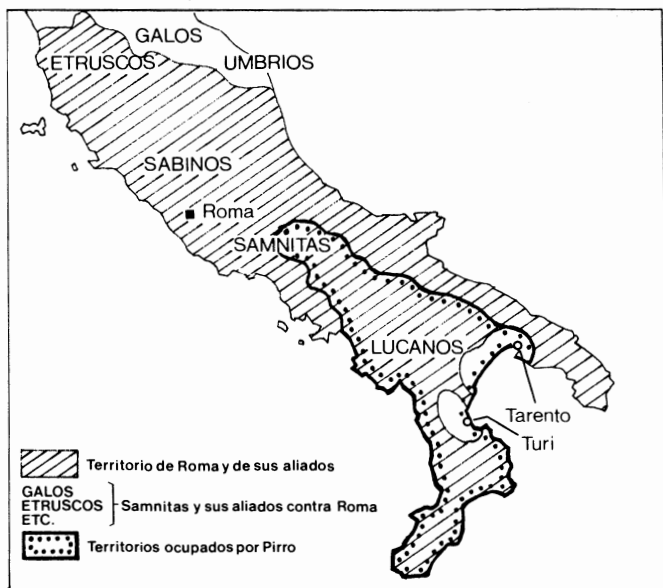 GALOS
ETRUSCOS
UMBRIOS
SABINOS
Roma
SAMNITAS
LUCANOS
Tarento
Turi
Territorio de Roma y de sus aliados
GALOS
ETRUSCOS
ETC.
Samnitas y sus aliados contra Roma
Territorios ocupados por Pirro